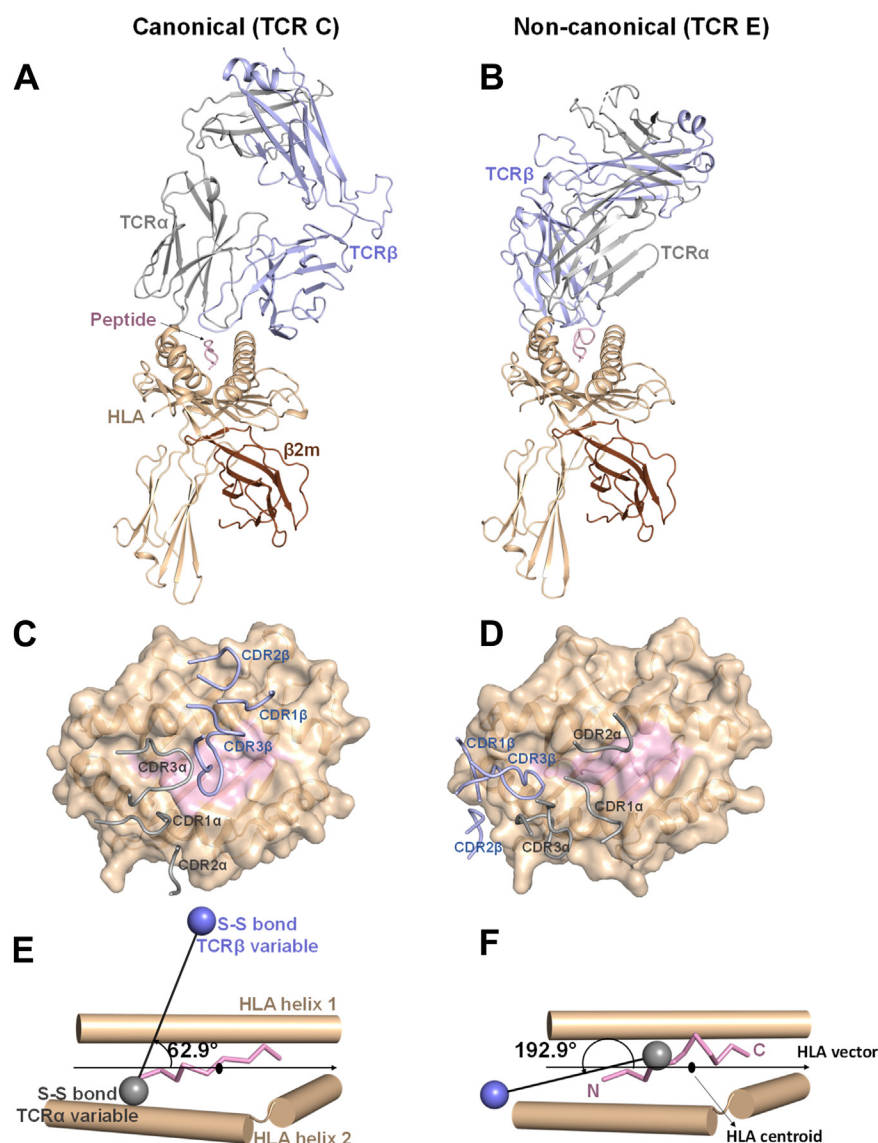 Canonical (TCR C)
Non-canonical (TCR E)
A
B
TCRβ
TCRα
TCRβ
TCRα
Peptide
HLA
β2m
C
D
CDR2β
CDR1β
CDR3β
CDR3α
CDR1α
CDR2α
CDR2α
CDR1β
CDR3β
CDR1α
CDR2β
CDR3α
E
S-S bond
TCRβ variable
HLA helix 1
62.9°
S-S bond
TCRα variable
HLA helix 2
F
192.9°
C
HLA vector
N
HLA centroid